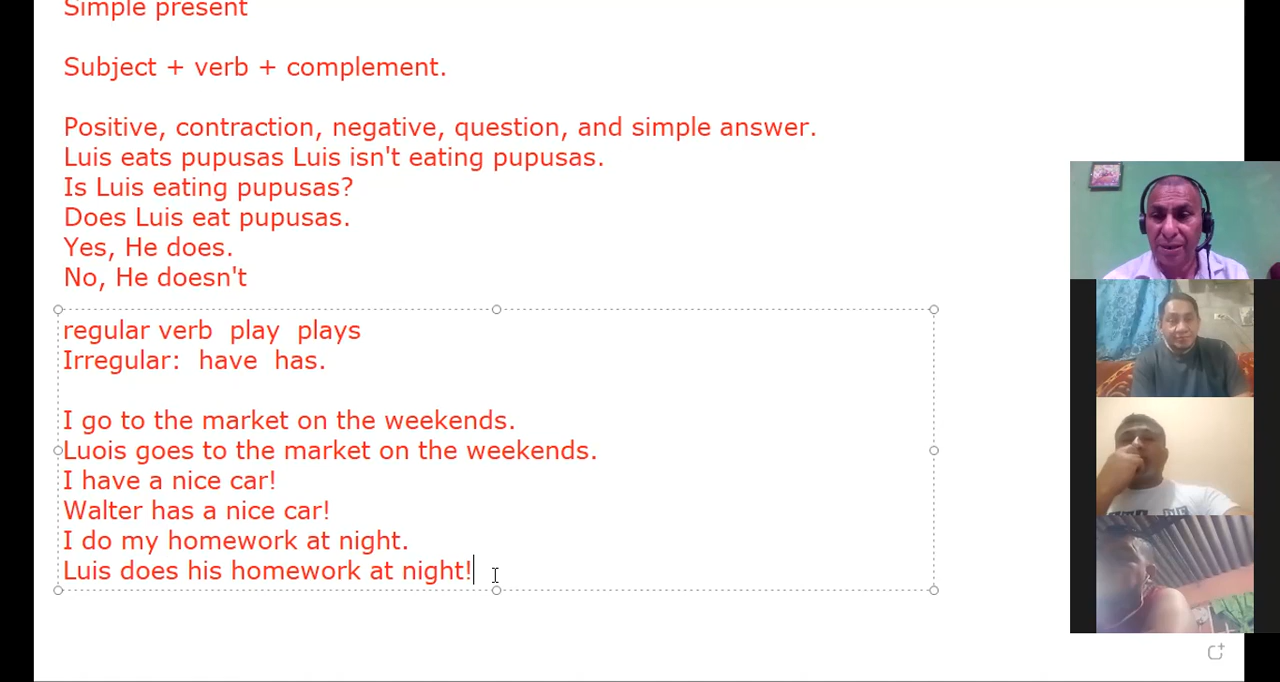 Simple present
Subject + verb + complement.
Positive, contraction, negative, question, and simple answer.
Luis eats pupusas Luis isn't eating pupusas.
Is Luis eating pupusas?
Does Luis eat pupusas.
Yes, He does.
No, He doesn't
regular verb  play  plays
Irregular:  have  has.
I go to the market on the weekends.
Luois goes to the market on the weekends.
I have a nice car!
Walter has a nice car!
I do my homework at night.
Luis does his homework at night!